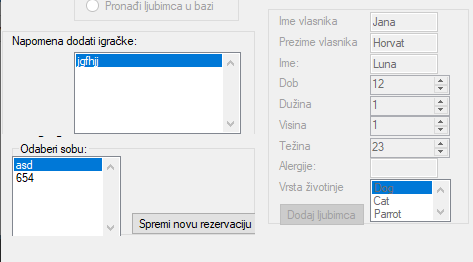 Pronađi ljubimca u bazi
Napomena dodati igračke:
jgfhjj
Odaberi sobu:
asd
654
Spremi novu rezervaciju
Ime vlasnika Jana
Prezime vlasnika Horvat
Ime: Luna
Dob 12
Dužina 1
Visina 1
Težina 23
Alergije:
Vrsta životinje Dog
Cat
Parrot
Dodaj ljubimca